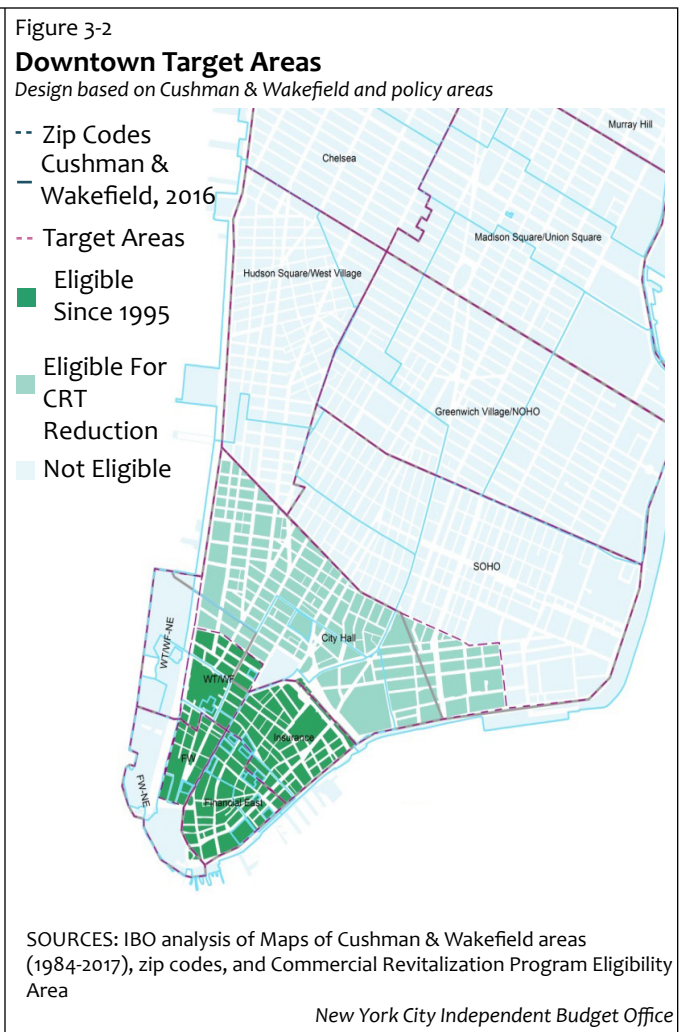 Figure 3-2
Downtown Target Areas
Design based on Cushman & Wakefield and policy areas
Zip Codes
Cushman &
Wakefield, 2016
Target Areas
Eligible
Since 1995
Eligible For
CRT
Reduction
Not Eligible
Murray Hill
Chelsea
Madison Square/Union Square
Hudson Square/West Village
Greenwich Village/NOHO
SOHO
City Hall
WT/WF-NE
WT/WF
Insurance
FW
FW-NE
Financial East
SOURCES: IBO analysis of Maps of Cushman & Wakefield areas
(1984-2017), zip codes, and Commercial Revitalization Program Eligibility
Area
New York City Independent Budget Office